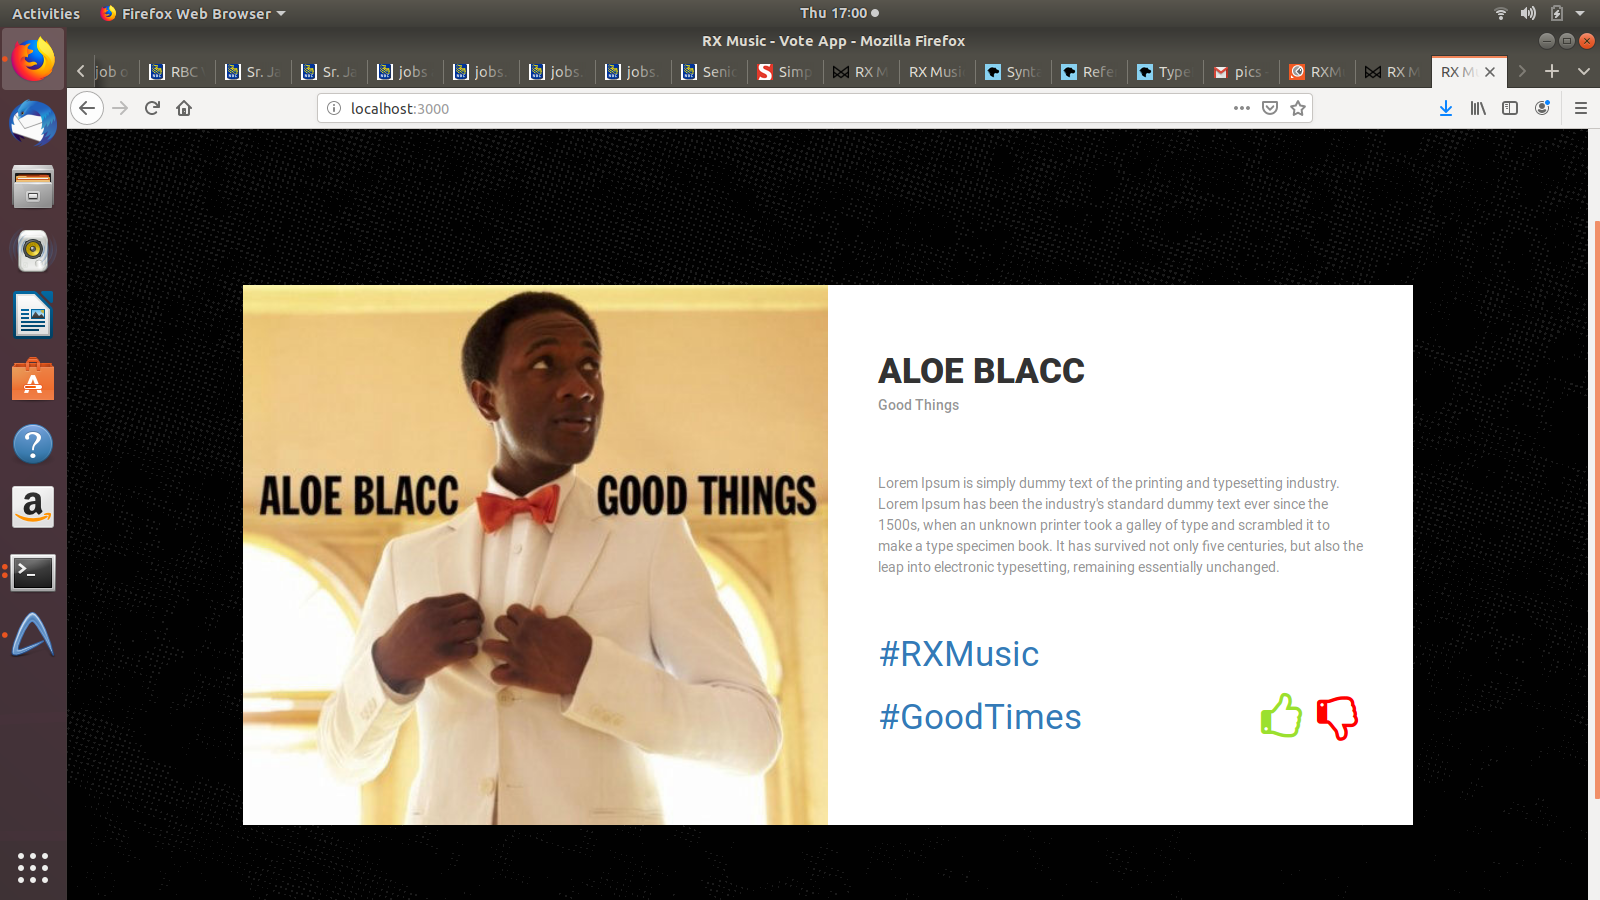 Activities
Firefox Web Browser
Thu 17:00
RX Music - Vote App - Mozilla Firefox
job o
RBC
Sr. Ja
Sr. Ja
jobs
jobs.
jobs.
jobs.
Senic
Simp
RX M
RX Musi
Synta
Refe
Type
pics -
RXM
RX M
RX M
localhost:3000
ALOE BLACC
GOOD THINGS
ALOE BLACC
Good Things
Lorem Ipsum is simply dummy text of the printing and typesetting industry.
Lorem Ipsum has been the industry's standard dummy text ever since the
1500s, when an unknown printer took a galley of type and scrambled it to
make a type specimen book. It has survived not only five centuries, but also the
leap into electronic typesetting, remaining essentially unchanged.
#RXMusic
#GoodTimes